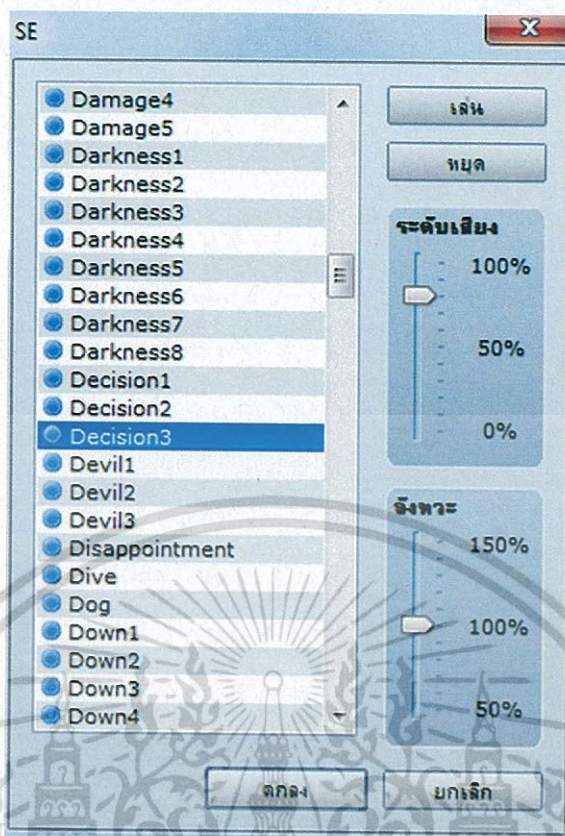 SE
Damage4
Damage5
Darkness1
Darkness2
Darkness3
Darkness4
Darkness5
Darkness6
Darkness7
Darkness8
Decision1
Decision2
Decision3
Devil1
Devil2
Devil3
Disappointment
Dive
Dog
Down1
Down2
Down3
Down4
เล่น
หยุด
ระดับเสียง
100%
50%
0%
จังหวะ
150%
100%
50%
ตกลง
ยกเลิก